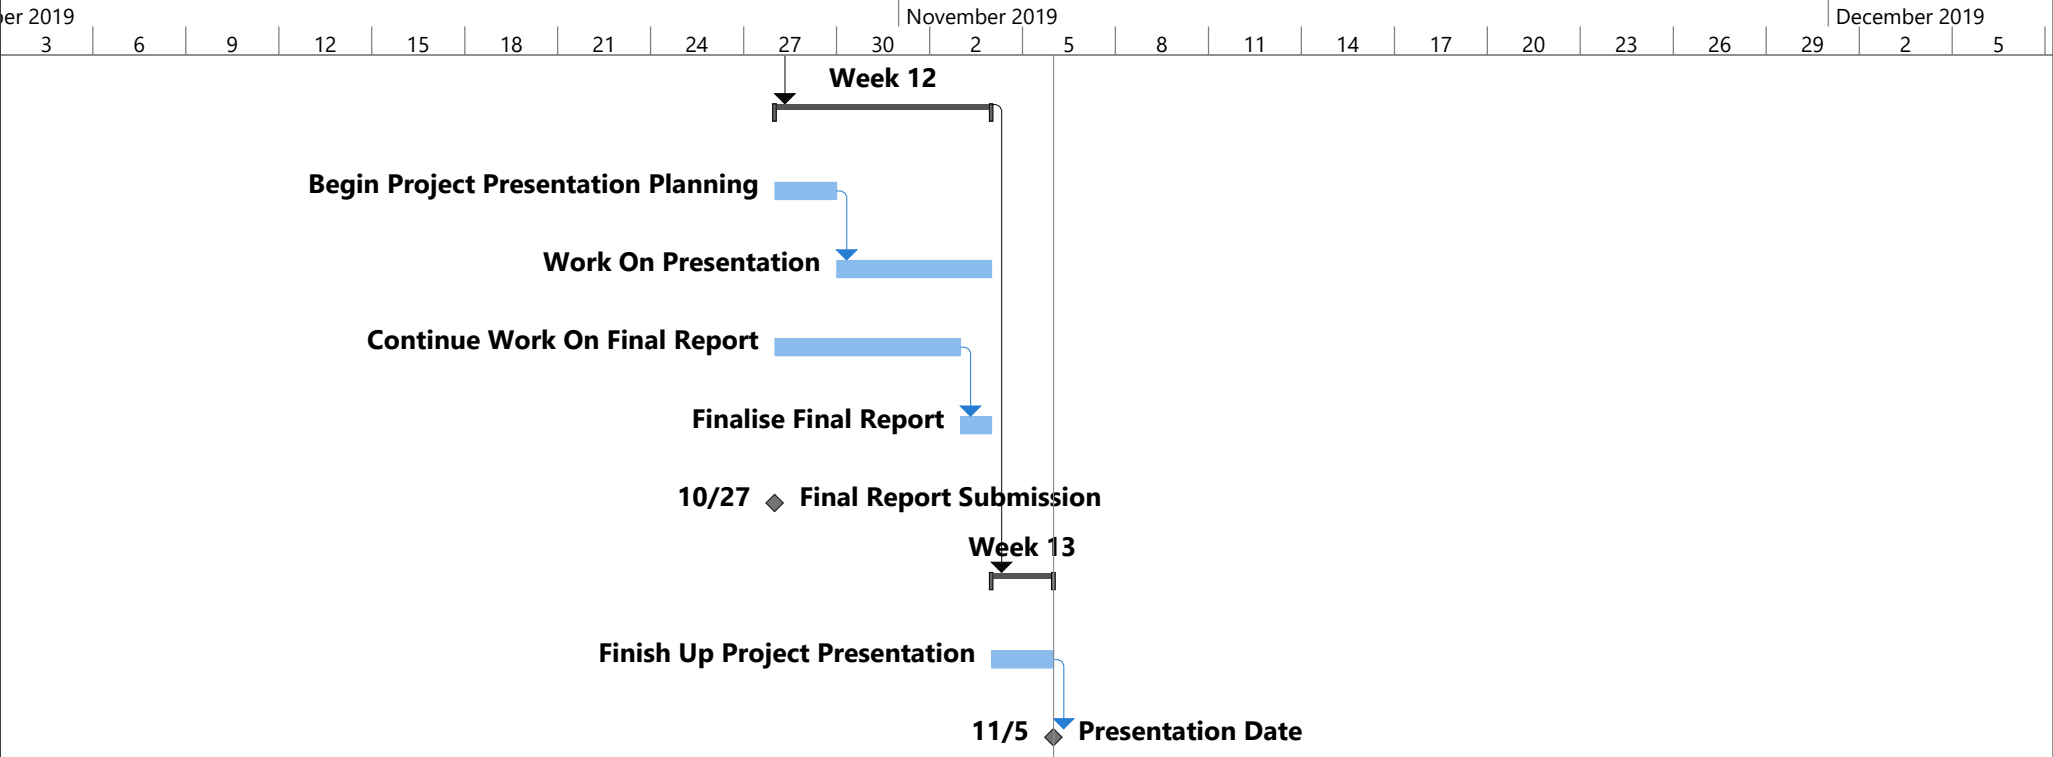 er 2019 November 2019 December 2019
3 6 9 12 15 18 21 24 27 30 2 5 8 11 14 17 20 23 26 29 2 5
Week 12
Begin Project Presentation Planning
Work On Presentation
Continue Work On Final Report
Finalise Final Report
10/27 Final Report Submission
Week 13
Finish Up Project Presentation
11/5 Presentation Date